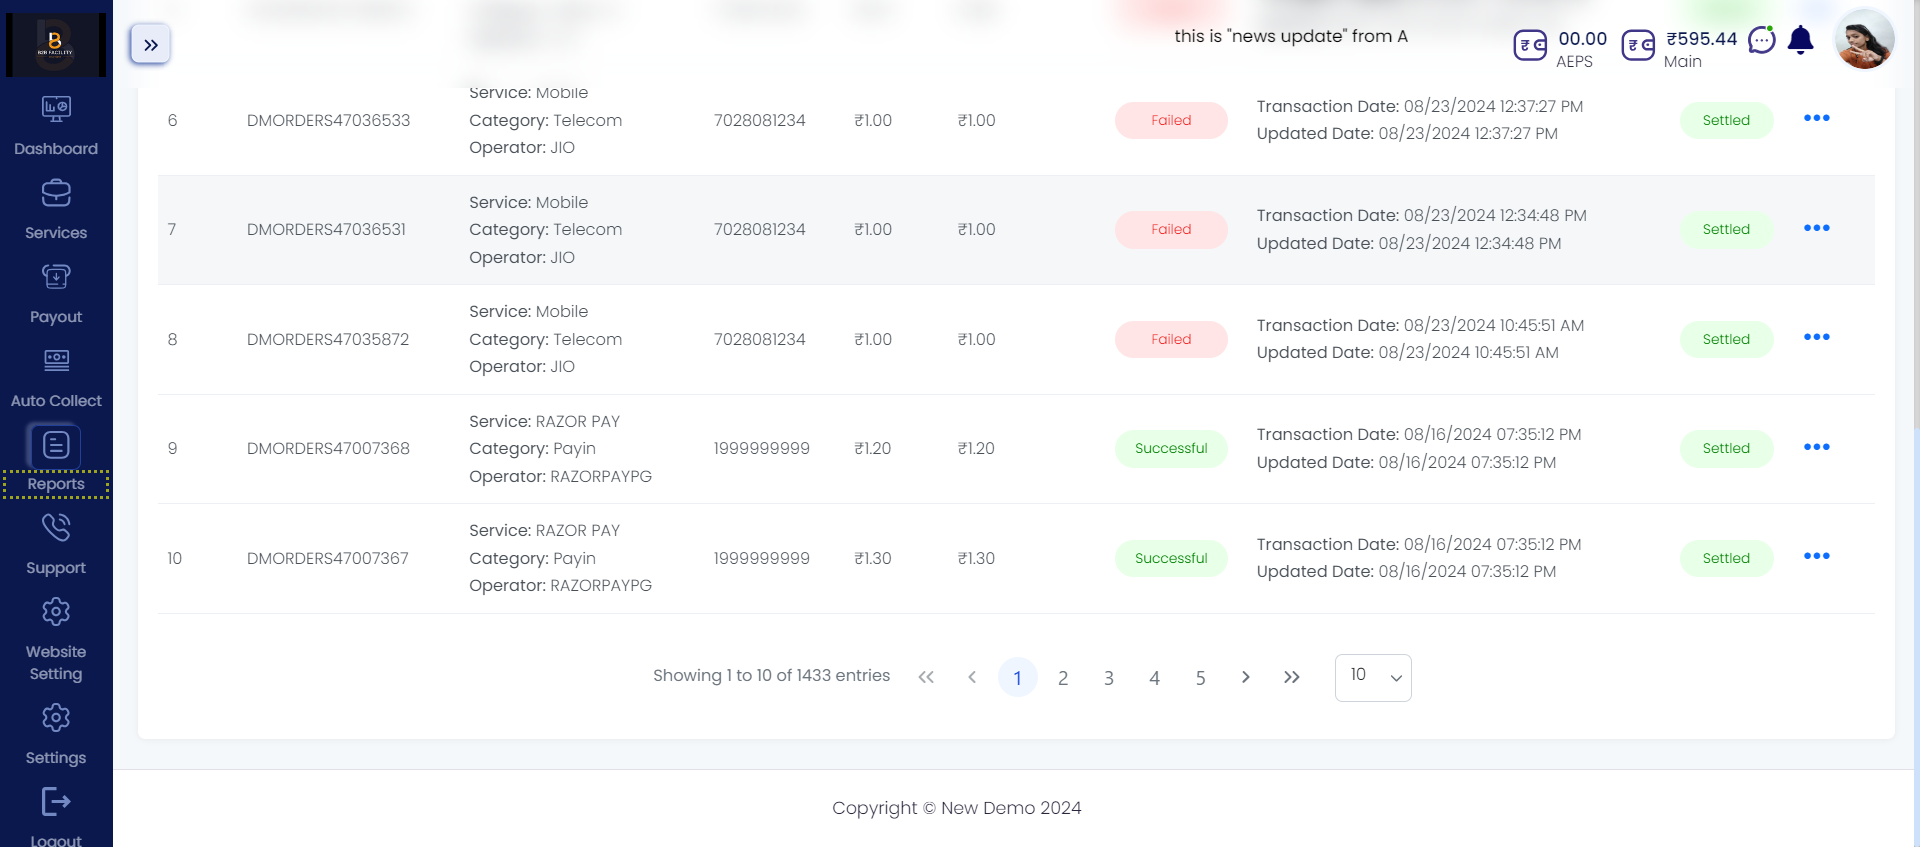 B2B FACILITY
this is "news update" from A
00.00
AEPS
₹595.44
Main
Dashboard
Services
Payout
Auto Collect
Reports
Support
Website
Setting
Settings
Logout
6 DMORDERS47036533 Service: Mobile Category: Telecom Operator: JIO 7028081234 ₹1.00 ₹1.00 Failed Transaction Date: 08/23/2024 12:37:27 PM Updated Date: 08/23/2024 12:37:27 PM Settled
7 DMORDERS47036531 Service: Mobile Category: Telecom Operator: JIO 7028081234 ₹1.00 ₹1.00 Failed Transaction Date: 08/23/2024 12:34:48 PM Updated Date: 08/23/2024 12:34:48 PM Settled
8 DMORDERS47035872 Service: Mobile Category: Telecom Operator: JIO 7028081234 ₹1.00 ₹1.00 Failed Transaction Date: 08/23/2024 10:45:51 AM Updated Date: 08/23/2024 10:45:51 AM Settled
9 DMORDERS47007368 Service: RAZOR PAY Category: Payin Operator: RAZORPAYPG 1999999999 ₹1.20 ₹1.20 Successful Transaction Date: 08/16/2024 07:35:12 PM Updated Date: 08/16/2024 07:35:12 PM Settled
10 DMORDERS47007367 Service: RAZOR PAY Category: Payin Operator: RAZORPAYPG 1999999999 ₹1.30 ₹1.30 Successful Transaction Date: 08/16/2024 07:35:12 PM Updated Date: 08/16/2024 07:35:12 PM Settled
Showing 1 to 10 of 1433 entries 1 2 3 4 5 10
Copyright © New Demo 2024